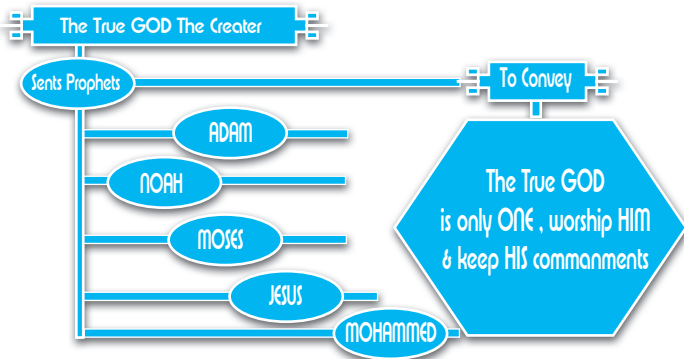 The True GOD The Creater
Sents Prophets
To Convey
ADAM
NOAH
MOSES
JESUS
MOHAMMED
The True GOD
is only ONE , worship HIM
& keep HIS commanments